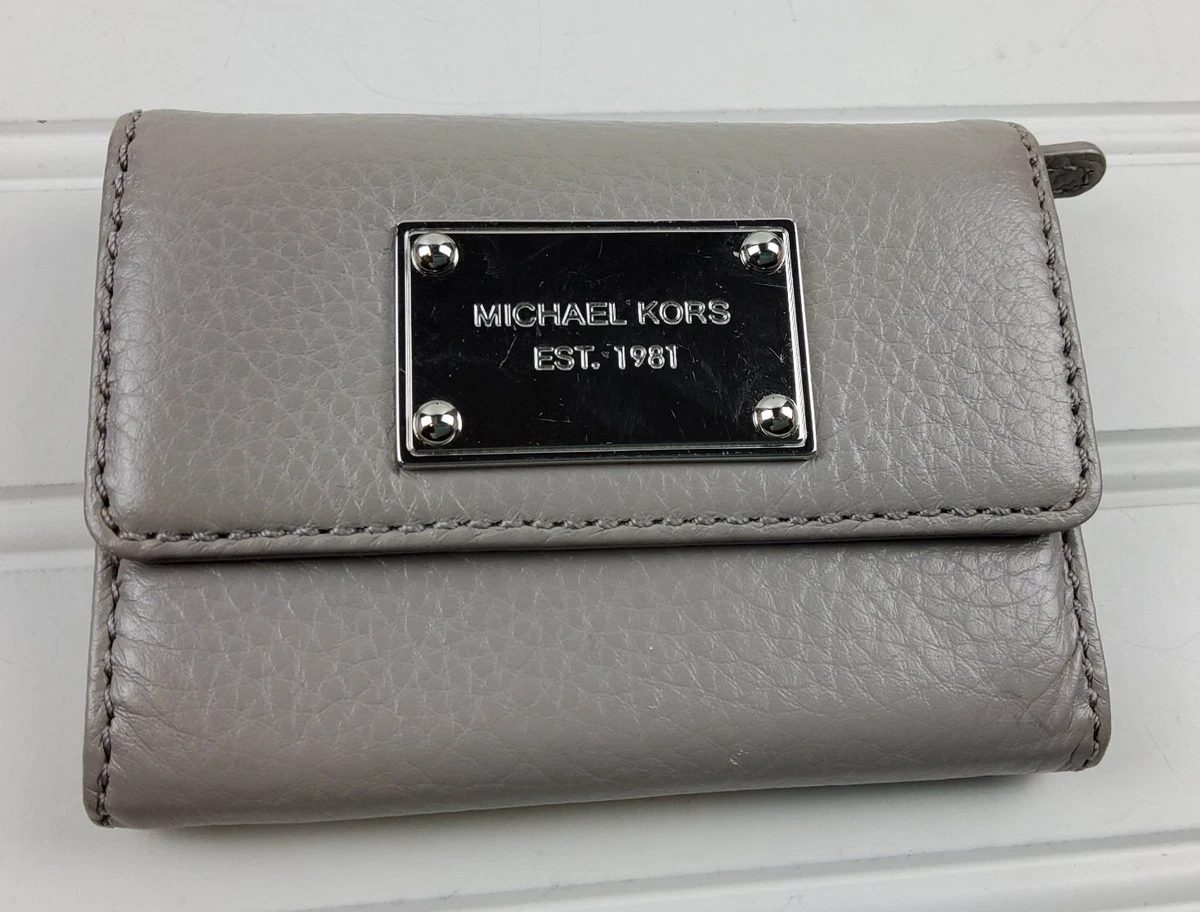 MICHAEL KORS
EST. 1981